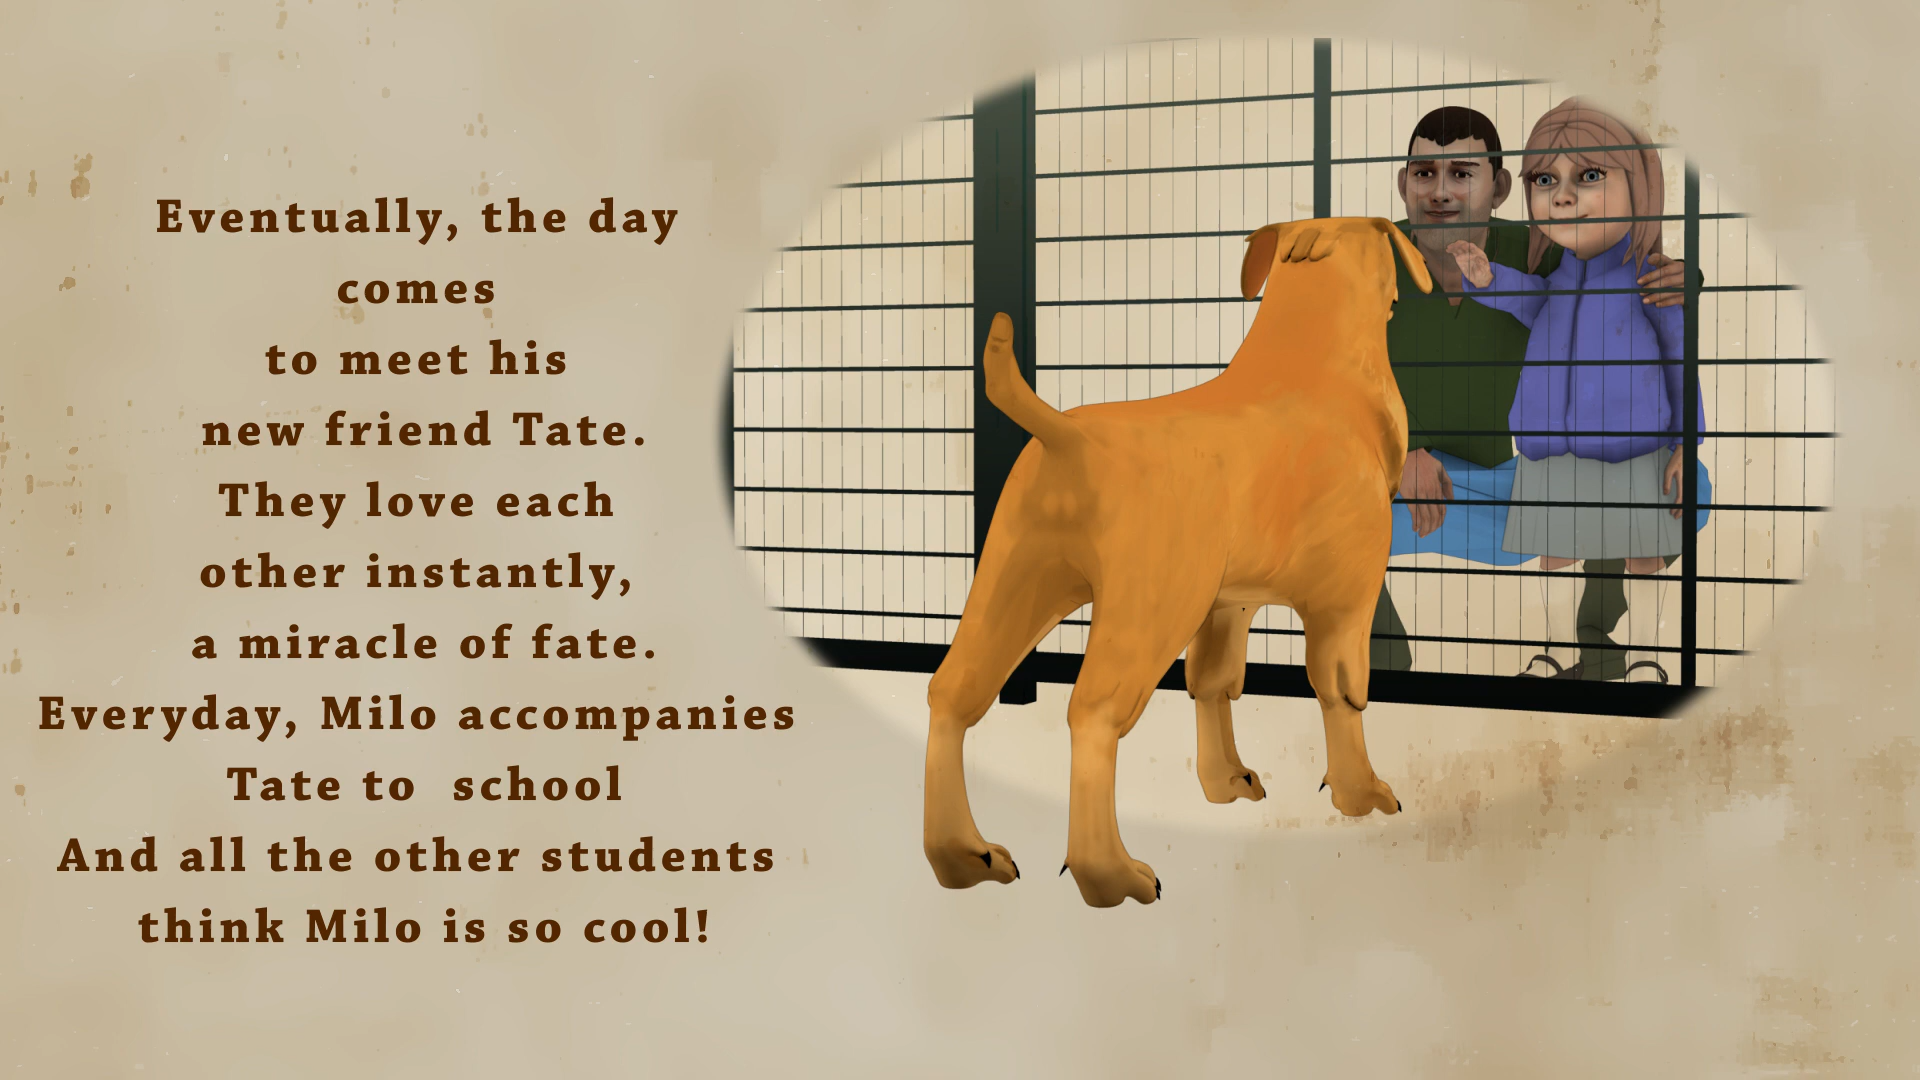 Eventually, the day
comes
to meet his
new friend Tate.
They love each
other instantly,
a miracle of fate.
Everyday, Milo accompanies
Tate to  school
And all the other students
think Milo is so cool!